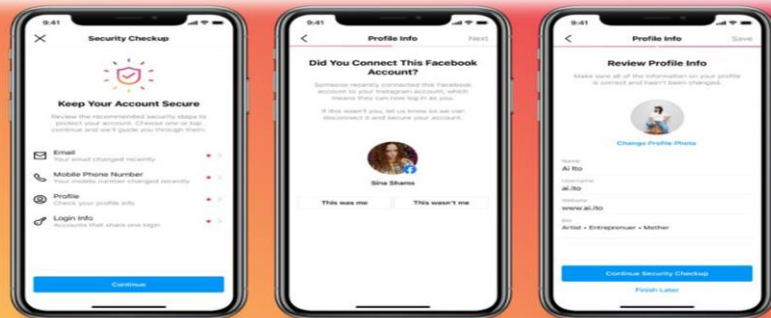 9:41
Security Checkup
Keep Your Account Secure
Review the recommended security steps to
protect your account. Choose one or tap
continue and we'll guide you through them.
Email
Your email changed recently
Mobile Phone Number
Your mobile number changed recently
Profile
Check your profile info
Login Info
Accounts that share one login
Continue
9:41
Profile Info
Next
Did You Connect This Facebook
Account?
Someone recently connected this Facebook
account to your Instagram account, which
means they can now log in as you.
If this wasn't you, let us know so we can
disconnect it and secure your account.
Sina Shams
This was me
This wasn't me
9:41
Profile Info
Save
Review Profile Info
Make sure all of the information on your profile
is correct and hasn't been changed.
Change Profile Photo
Name
Ai Ito
Username
ai.ito
Website
www.ai.ito
Bio
Artist • Entreprenuer • Mother
Continue Security Checkup
Finish Later